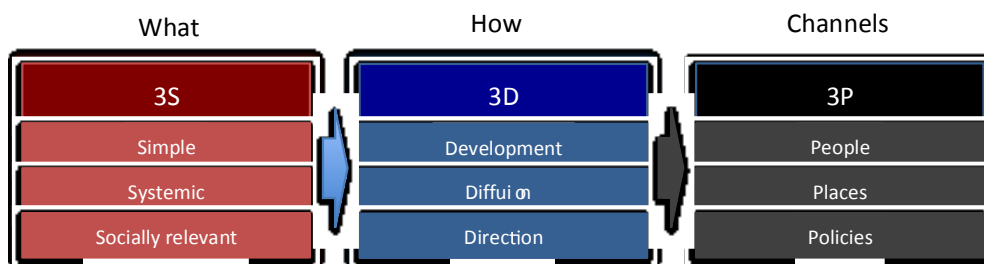 What
How
Channels
3S
3D
3P
Simple
Development
People
Systemic
Diffui on
Places
Socially relevant
Direction
Policies